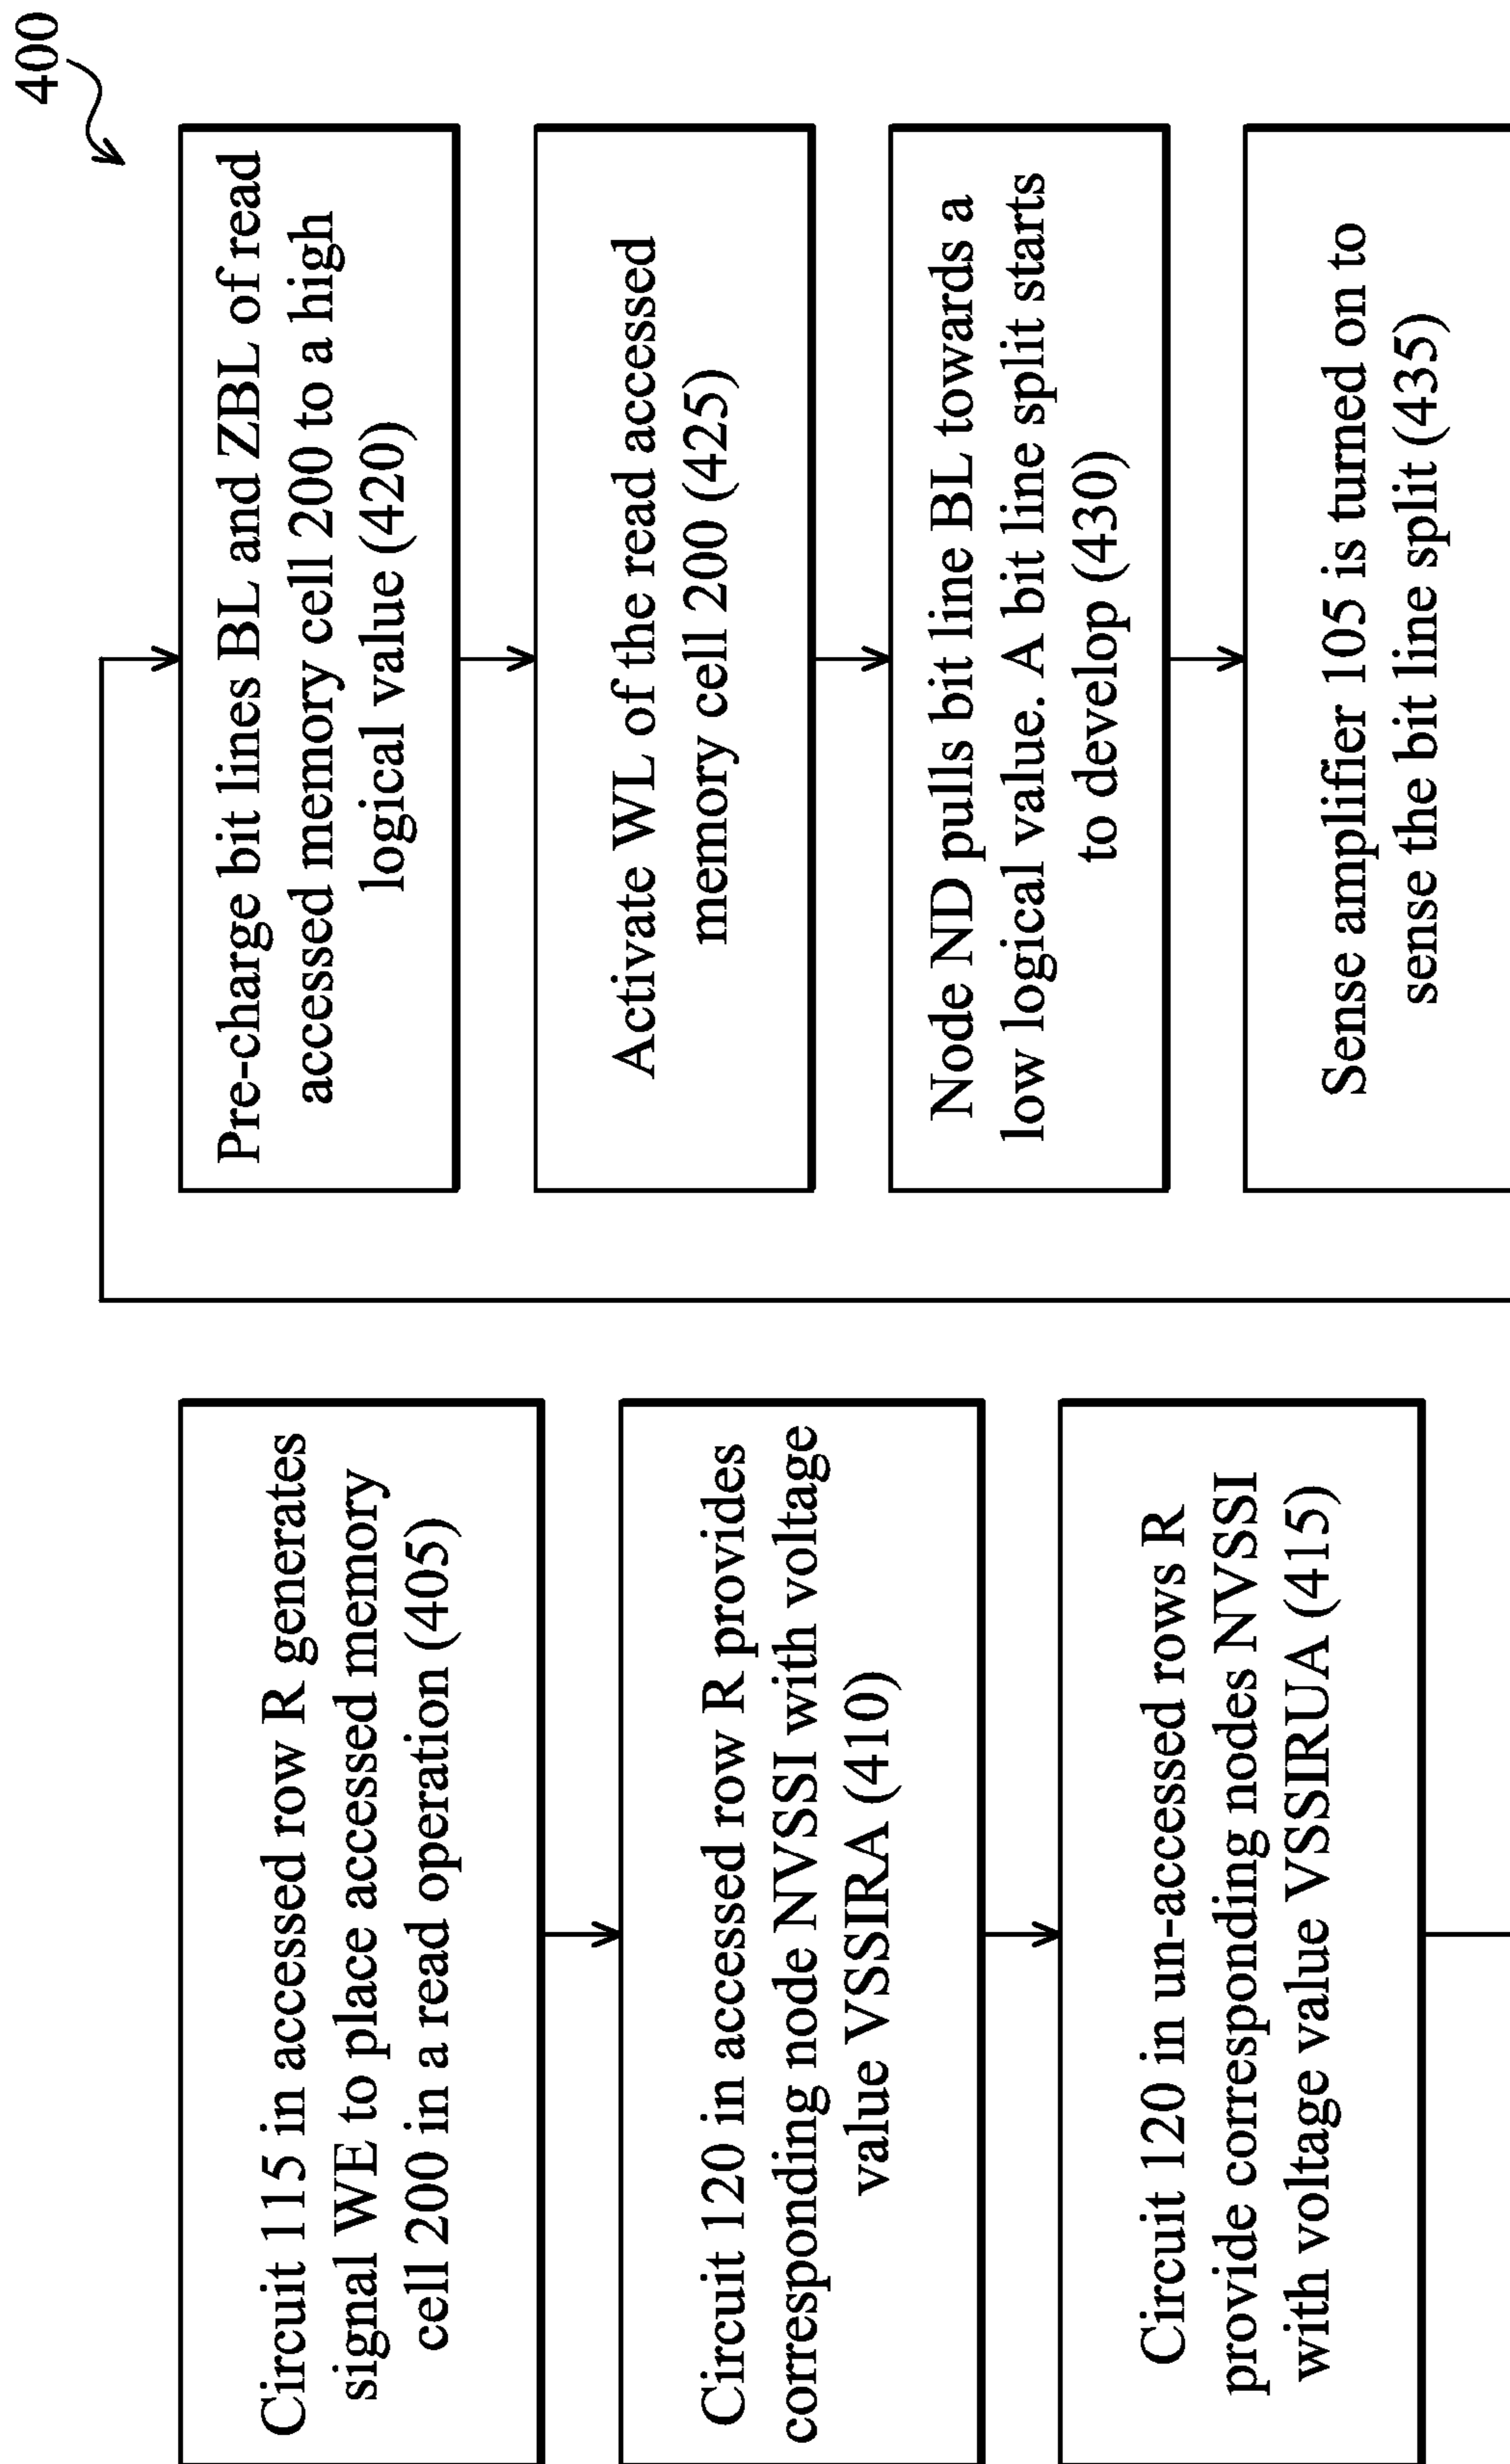 400
Circuit 115 in accessed row R generates
signal WE to place accessed memory
cell 200 in a read operation (405)
Circuit 120 in accessed row R provides
corresponding node NVSSI with voltage
value VSSIRA (410)
Circuit 120 in un-accessed rows R
provide corresponding nodes NVSSI
with voltage value VSSIRUA (415)
Pre-charge bit lines BL and ZBL of read
accessed memory cell 200 to a high
logical value (420)
Activate WL of the read accessed
memory cell 200 (425)
Node ND pulls bit line BL towards a
low logical value. A bit line split starts
to develop (430)
Sense amplifier 105 is turned on to
sense the bit line split (435)